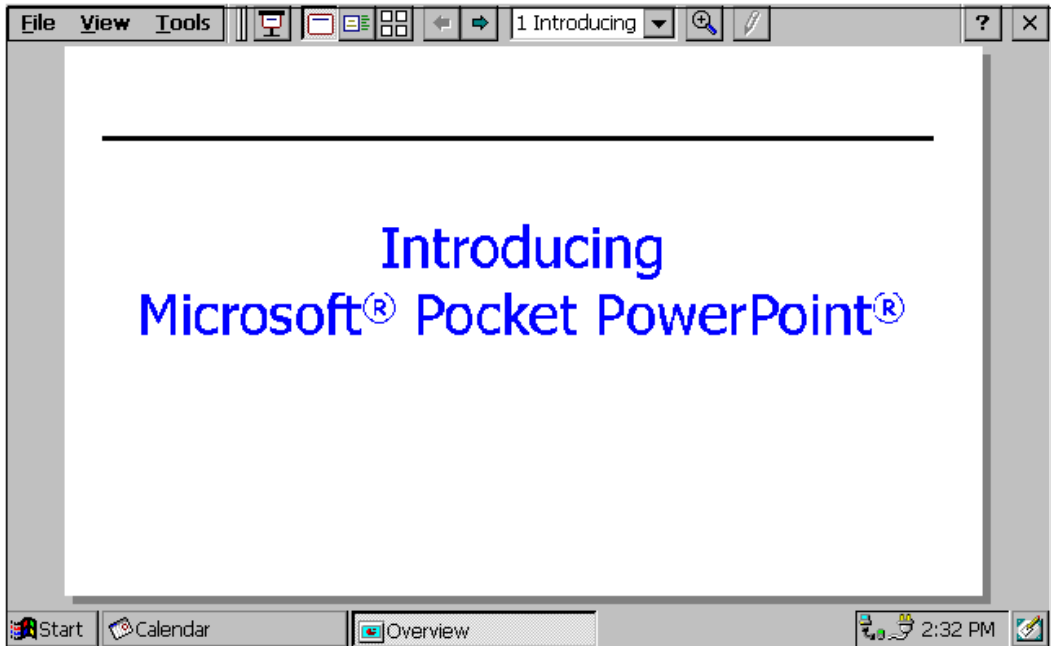 File View Tools 1 Introducing ? ×
Introducing
Microsoft® Pocket PowerPoint®
Start Calendar Overview 2:32 PM